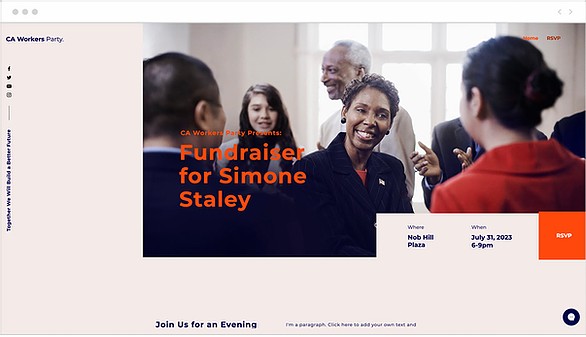 CA Workers Party.
Home RSVP
CA Workers Party Presents:
Fundraiser
for Simone
Staley
Together We Will Build a Better Future
Where
Nob Hill
Plaza
When
July 31, 2023
6-9pm
RSVP
Join Us for an Evening
I'm a paragraph. Click here to add your own text and